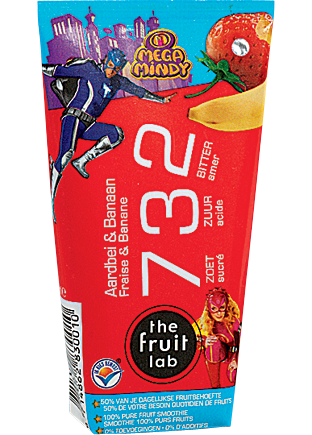 MEGA
MINDY
Aardbei & Banaan
Fraise & Banane
7 3 2
ZOET
sucré
ZUUR
acide
BITTER
amer
the
fruit
lab
50% VAN JE DAGELIJKSE FRUITBEHOEFTE
50% DE VOTRE BESOIN QUOTIDIEN DE FRUITS
100% PURE FRUIT SMOOTHIE
SMOOTHIE 100% PURS FRUITS
0% TOEVOEGINGEN · 0% D'ADDITIFS